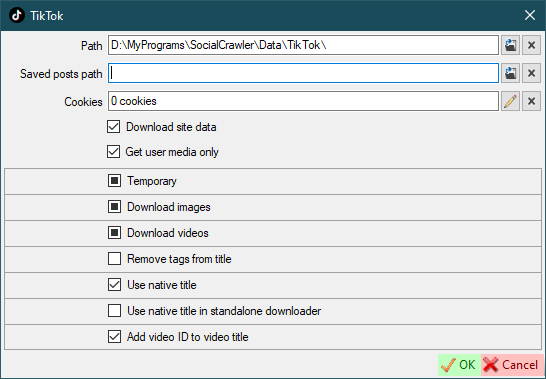 TikTok
Path D:\MyPrograms\SocialCrawler\Data\TikTok\
Saved posts path
Cookies 0 cookies
Download site data
Get user media only
Temporary
Download images
Download videos
Remove tags from title
Use native title
Use native title in standalone downloader
Add video ID to video title
OK Cancel